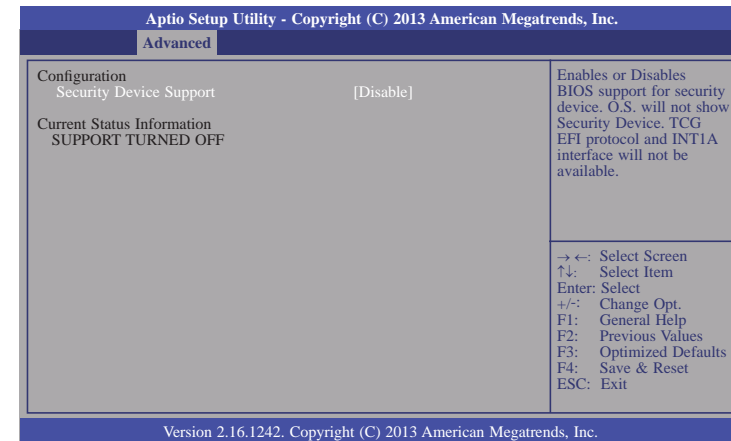 Aptio Setup Utility - Copyright (C) 2013 American Megatrends, Inc.
Advanced
Configuration
Security Device Support [Disable]
Current Status Information
SUPPORT TURNED OFF
Enables or Disables
BIOS support for security
device. O.S. will not show
Security Device. TCG
EFI protocol and INT1A
interface will not be
available.
→ ←: Select Screen
↑↓: Select Item
Enter: Select
+/-: Change Opt.
F1: General Help
F2: Previous Values
F3: Optimized Defaults
F4: Save & Reset
ESC: Exit
Version 2.16.1242. Copyright (C) 2013 American Megatrends, Inc.